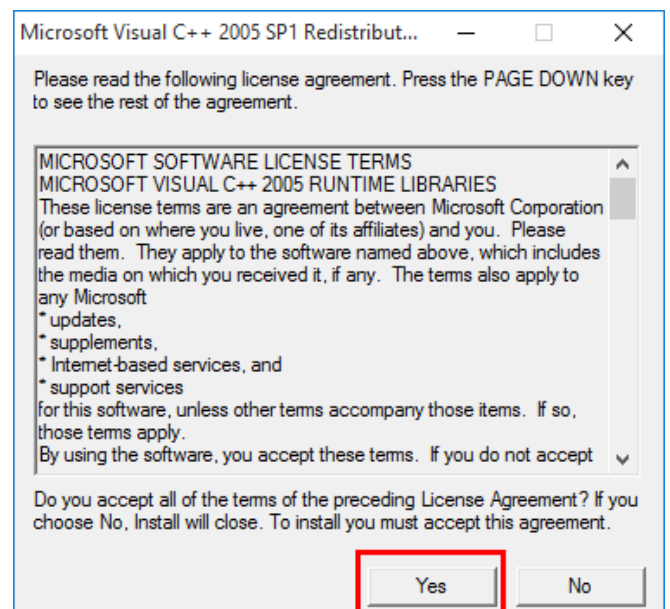 Microsoft Visual C++ 2005 SP1 Redistribut...
Please read the following license agreement. Press the PAGE DOWN key
to see the rest of the agreement.
MICROSOFT SOFTWARE LICENSE TERMS
MICROSOFT VISUAL C++ 2005 RUNTIME LIBRARIES
These license terms are an agreement between Microsoft Corporation
(or based on where you live, one of its affiliates) and you.  Please
read them.  They apply to the software named above, which includes
the media on which you received it, if any.  The terms also apply to
any Microsoft
* updates,
* supplements,
* Internet-based services, and
* support services
for this software, unless other terms accompany those items.  If so,
those terms apply.
By using the software, you accept these terms.  If you do not accept
Do you accept all of the terms of the preceding License Agreement? If you
choose No, Install will close. To install you must accept this agreement.
Yes No